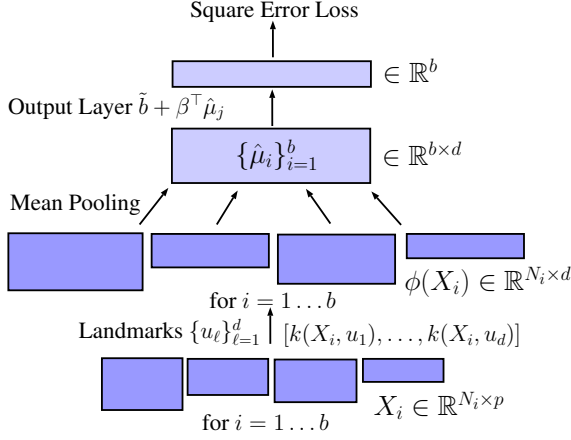 Square Error Loss
∈ ℝ^b
Output Layer b̃ + β^⊤ μ̂_j
{μ̂_i}_{i=1}^b ∈ ℝ^{b×d}
Mean Pooling
ϕ(X_i) ∈ ℝ^{N_i×d}
for i = 1 … b
Landmarks {u_ℓ}_{ℓ=1}^d [k(X_i, u_1), …, k(X_i, u_d)]
X_i ∈ ℝ^{N_i×p}
for i = 1 … b